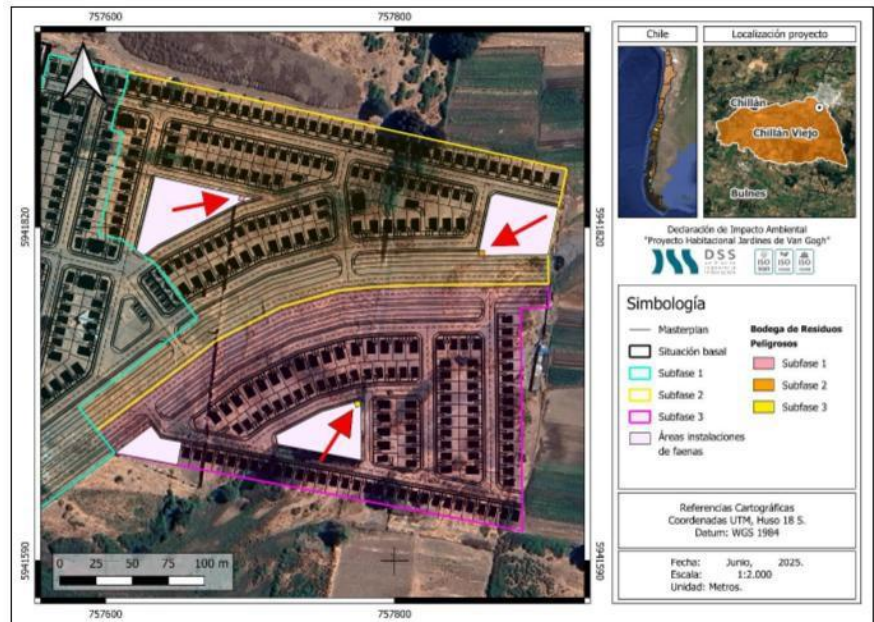 757600
757800
5941820
5941590
5941820
5941590
757600
757800
0 25 50 75 100 m
Chile
Localización proyecto
Chillán
Chillán Viejo
Bulnes
Declaración de Impacto Ambiental
"Proyecto Habitacional Jardines de Van Gogh"
DSS
ISO
ISO
ISO
Simbología
Masterplan
Situación basal
Subfase 1
Subfase 2
Subfase 3
Áreas instalaciones
de faenas
Bodega de Residuos
Peligrosos
Subfase 1
Subfase 2
Subfase 3
Referencias Cartográficas
Coordenadas UTM, Huso 18 S.
Datum: WGS 1984
Fecha: Junio, 2025.
Escala: 1:2.000
Unidad: Metros.